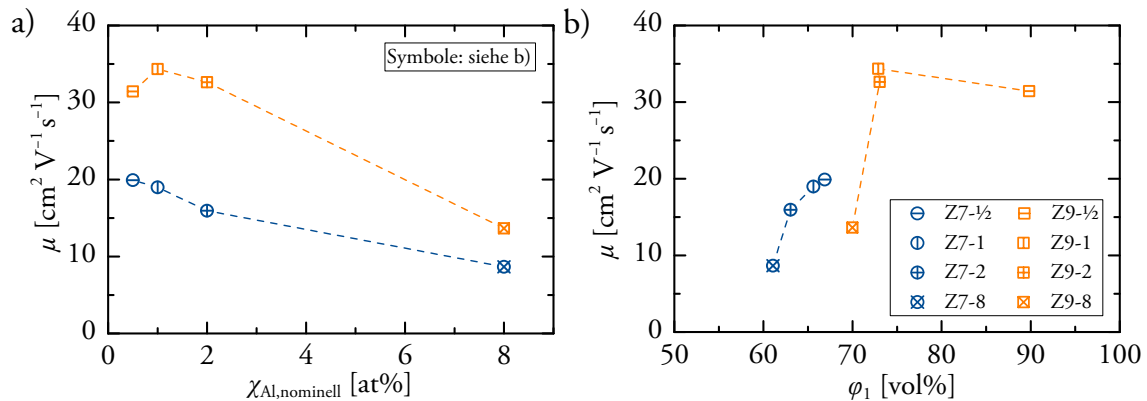 a)
40
30
20
10
0
μ [cm² V⁻¹ s⁻¹]
Symbole: siehe b)
0 2 4 6 8
χAl,nominell [at%]
b)
40
30
20
10
0
μ [cm² V⁻¹ s⁻¹]
Z7-½ Z9-½
Z7-1 Z9-1
Z7-2 Z9-2
Z7-8 Z9-8
50 60 70 80 90 100
φ₁ [vol%]